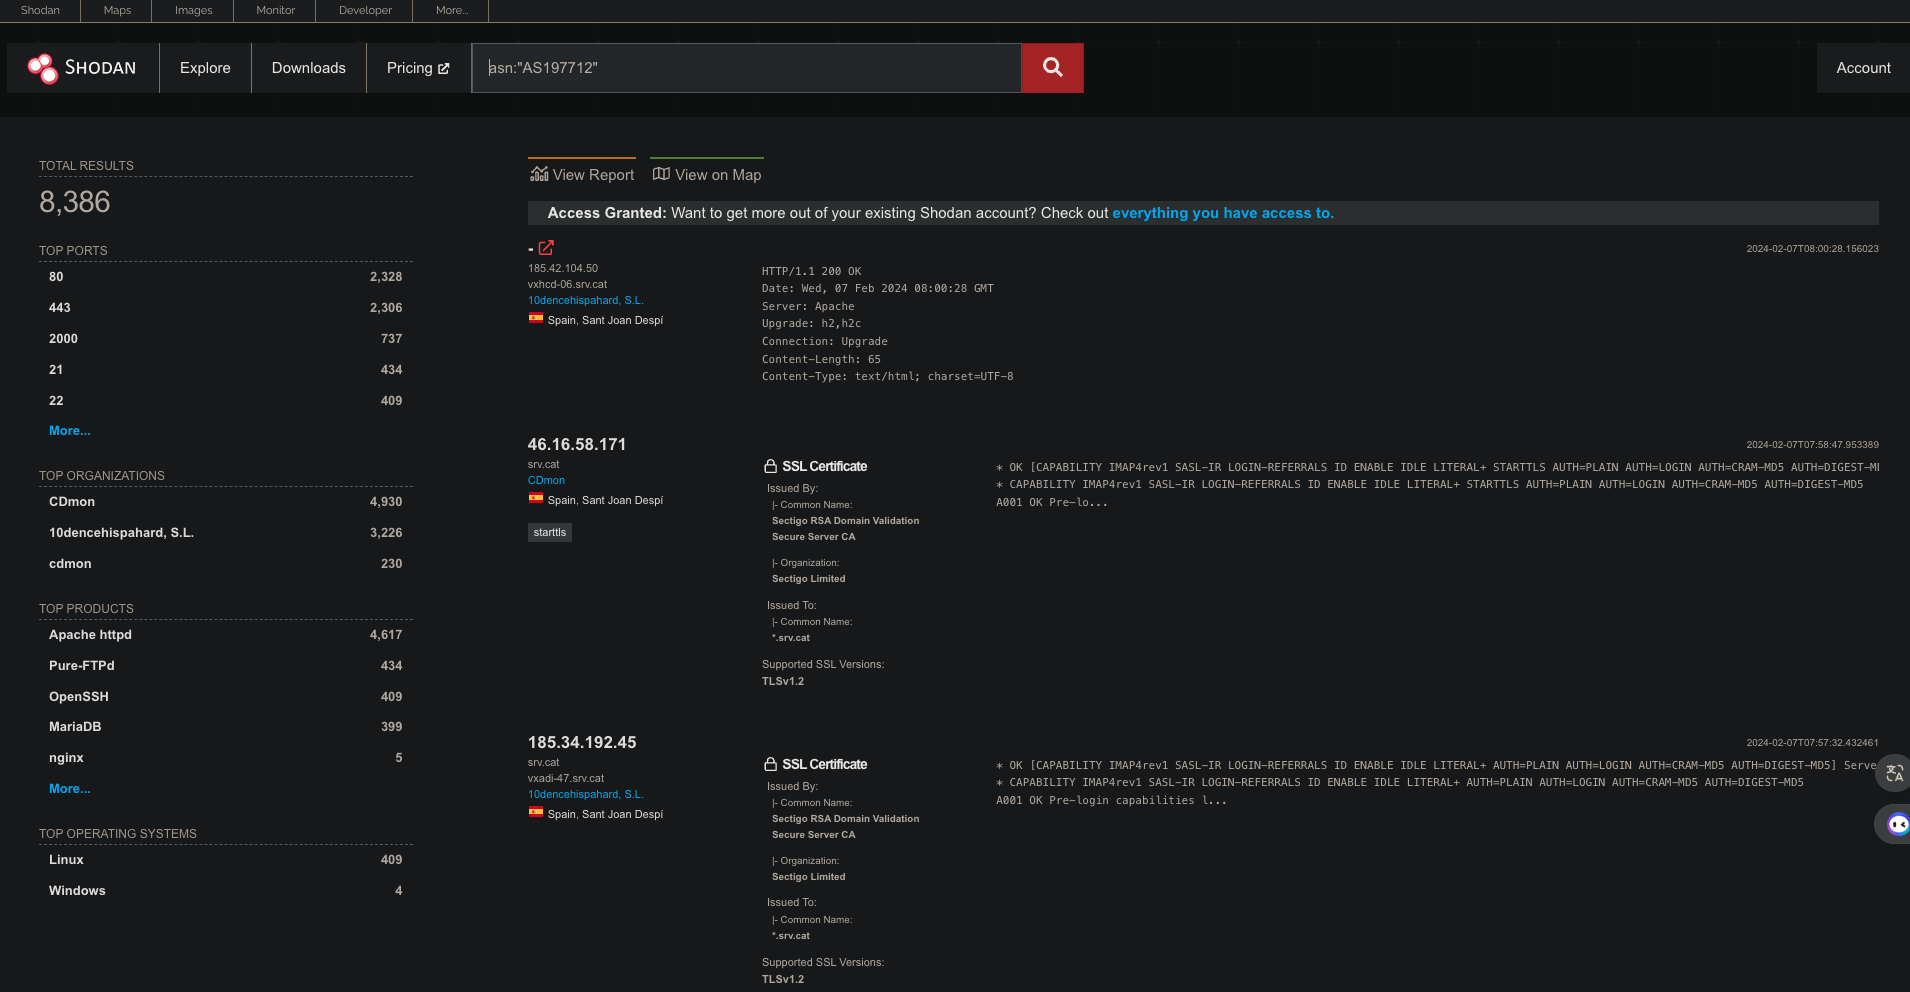 Shodan
Maps
Images
Monitor
Developer
More...
SHODAN
Explore
Downloads
Pricing
asn:"AS197712"
Account
TOTAL RESULTS
8,386
TOP PORTS
80 2,328
443 2,306
2000 737
21 434
22 409
More...
TOP ORGANIZATIONS
CDmon 4,930
10dencehispahard, S.L. 3,226
cdmon 230
TOP PRODUCTS
Apache httpd 4,617
Pure-FTPd 434
OpenSSH 409
MariaDB 399
nginx 5
More...
TOP OPERATING SYSTEMS
Linux 409
Windows 4
View Report
View on Map
Access Granted: Want to get more out of your existing Shodan account? Check out everything you have access to.
-
2024-02-07T08:00:28.156023
185.42.104.50
vxhcd-06.srv.cat
10dencehispahard, S.L.
Spain, Sant Joan Despí
HTTP/1.1 200 OK
Date: Wed, 07 Feb 2024 08:00:28 GMT
Server: Apache
Upgrade: h2,h2c
Connection: Upgrade
Content-Length: 65
Content-Type: text/html; charset=UTF-8
46.16.58.171
2024-02-07T07:58:47.953389
srv.cat
CDmon
Spain, Sant Joan Despí
starttls
SSL Certificate
Issued By:
|- Common Name:
Sectigo RSA Domain Validation
Secure Server CA
|- Organization:
Sectigo Limited
Issued To:
|- Common Name:
*.srv.cat
Supported SSL Versions:
TLSv1.2
* OK [CAPABILITY IMAP4rev1 SASL-IR LOGIN-REFERRALS ID ENABLE IDLE LITERAL+ STARTTLS AUTH=PLAIN AUTH=LOGIN AUTH=CRAM-MD5 AUTH=DIGEST-M
* CAPABILITY IMAP4rev1 SASL-IR LOGIN-REFERRALS ID ENABLE IDLE LITERAL+ STARTTLS AUTH=PLAIN AUTH=LOGIN AUTH=CRAM-MD5 AUTH=DIGEST-MD5
A001 OK Pre-lo...
185.34.192.45
2024-02-07T07:57:32.432461
srv.cat
vxadi-47.srv.cat
10dencehispahard, S.L.
Spain, Sant Joan Despí
SSL Certificate
Issued By:
|- Common Name:
Sectigo RSA Domain Validation
Secure Server CA
|- Organization:
Sectigo Limited
Issued To:
|- Common Name:
*.srv.cat
Supported SSL Versions:
TLSv1.2
* OK [CAPABILITY IMAP4rev1 SASL-IR LOGIN-REFERRALS ID ENABLE IDLE LITERAL+ AUTH=PLAIN AUTH=LOGIN AUTH=CRAM-MD5 AUTH=DIGEST-MD5] Serve
* CAPABILITY IMAP4rev1 SASL-IR LOGIN-REFERRALS ID ENABLE IDLE LITERAL+ AUTH=PLAIN AUTH=LOGIN AUTH=CRAM-MD5 AUTH=DIGEST-MD5
A001 OK Pre-login capabilities l...